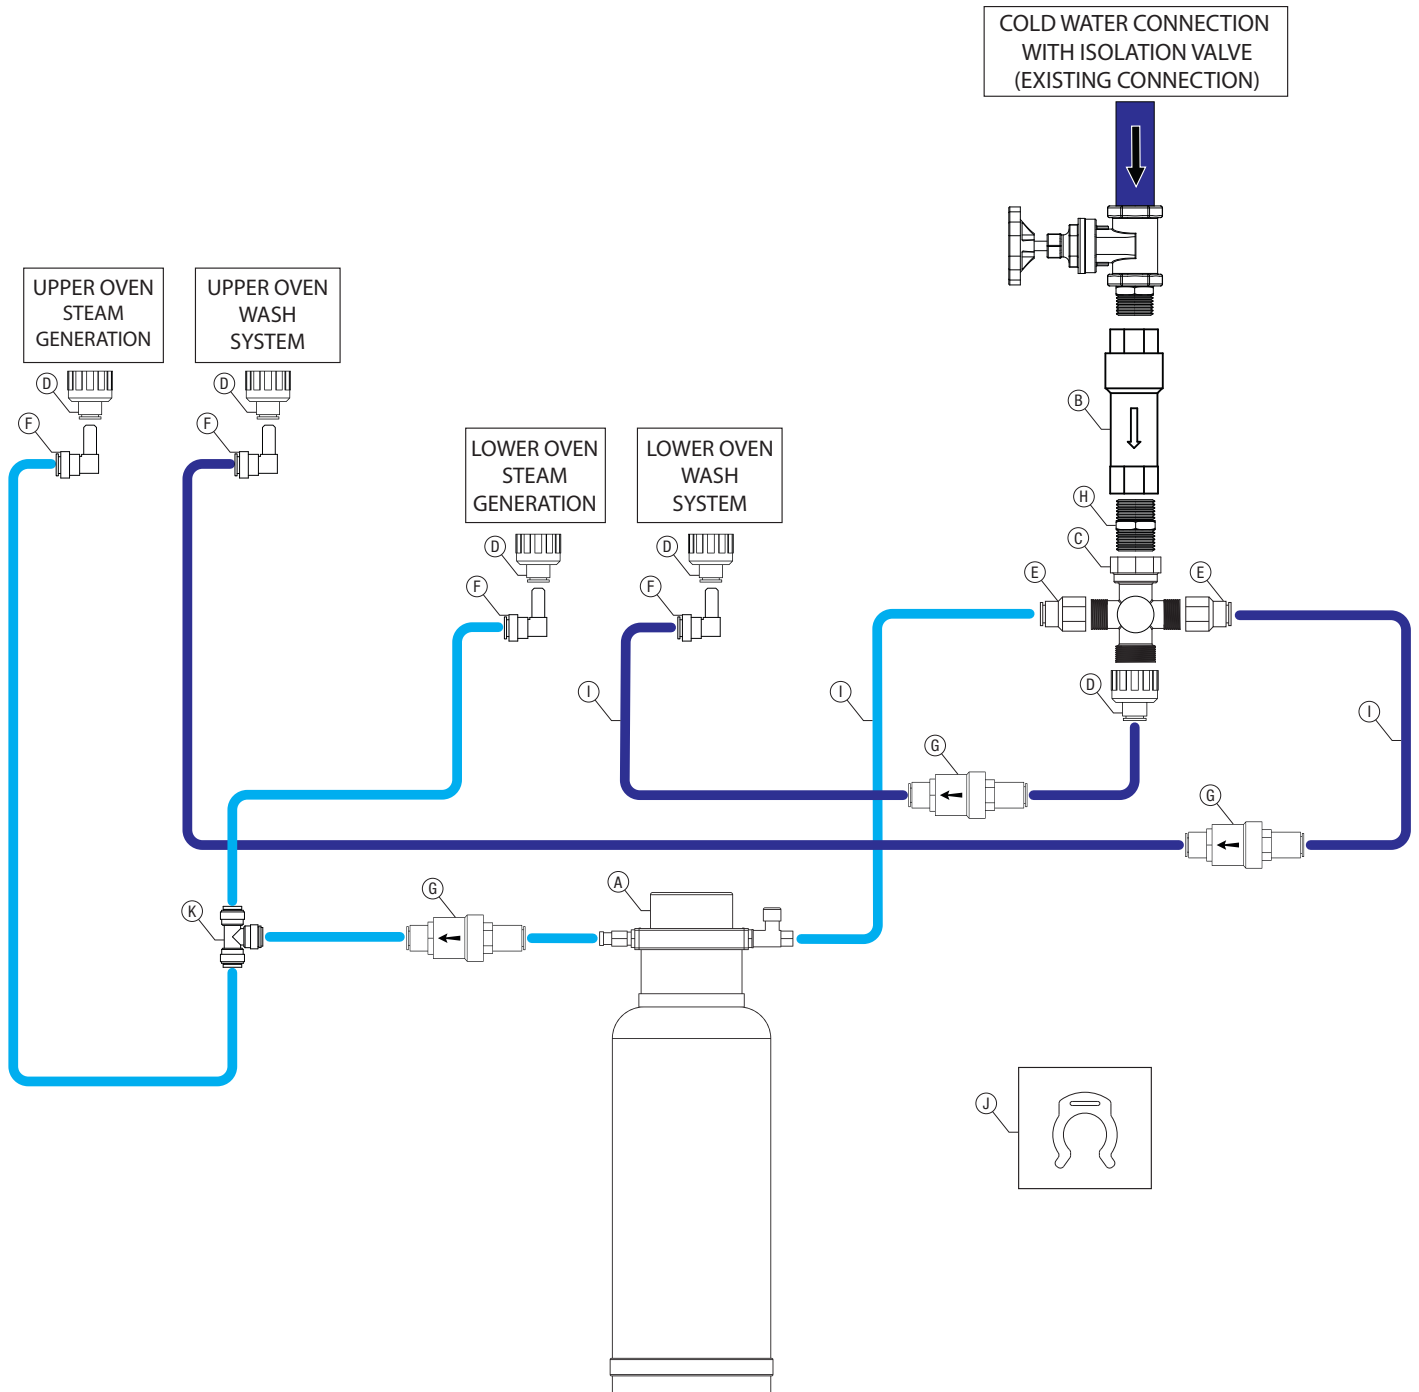 COLD WATER CONNECTION
WITH ISOLATION VALVE
(EXISTING CONNECTION)
UPPER OVEN
STEAM
GENERATION
UPPER OVEN
WASH
SYSTEM
D
D
F
F
B
LOWER OVEN
STEAM
GENERATION
LOWER OVEN
WASH
SYSTEM
H
C
D
D
E
E
F
F
I
I
D
I
G
G
A
G
K
J